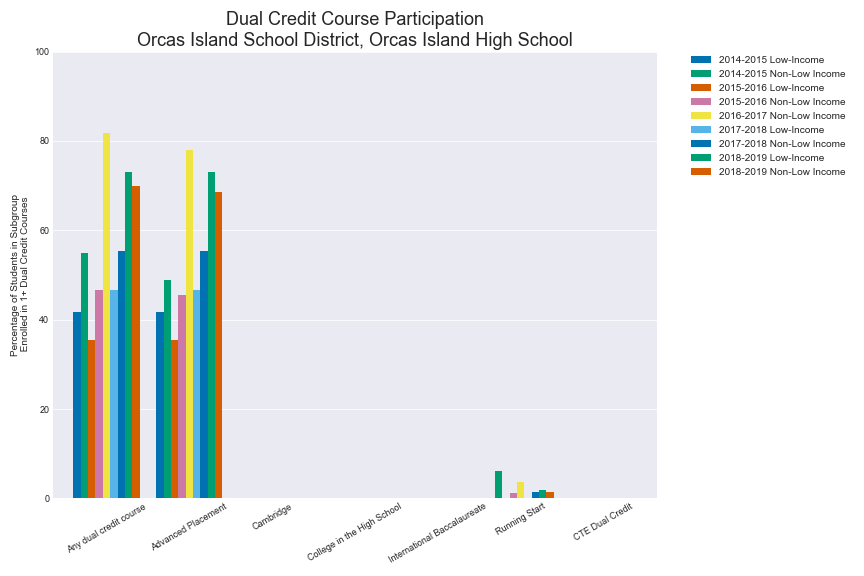 Dual Credit Course Participation
Orcas Island School District, Orcas Island High School
100
80
60
40
20
0
Percentage of Students in Subgroup
Enrolled in 1+ Dual Credit Courses
Any dual credit course
Advanced Placement
Cambridge
College in the High School
International Baccalaureate
Running Start
CTE Dual Credit
2014-2015 Low-Income
2014-2015 Non-Low Income
2015-2016 Low-Income
2015-2016 Non-Low Income
2016-2017 Non-Low Income
2017-2018 Low-Income
2017-2018 Non-Low Income
2018-2019 Low-Income
2018-2019 Non-Low Income